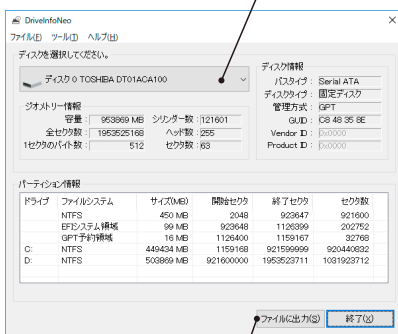 DriveInfoNeo
ファイル(F) ツール(T) ヘルプ(H)
ディスクを選択してください。
ディスク 0 TOSHIBA DT01ACA100
ジオメトリー情報
容量: 953869 MB シリンダー数: 121601
全セクタ数: 1953525168 ヘッド数: 255
1セクタのバイト数: 512 セクタ数: 63
ディスク情報
バスタイプ: Serial ATA
ディスクタイプ: 固定ディスク
管理方式: GPT
GUID: C8 48 35 8E
Vendor ID: 0x0000
Product ID: 0x0000
パーティション情報
ドライブ ファイルシステム サイズ(MB) 開始セクタ 終了セクタ セクタ数
NTFS 450 MB 2048 923647 921600
EFIシステム領域 99 MB 923648 1126399 202752
GPT予約領域 16 MB 1126400 1159167 32768
C: NTFS 449434 MB 1159168 921599999 920440832
D: NTFS 503869 MB 921600000 1953523711 1031923712
ファイルに出力(S) 終了(X)